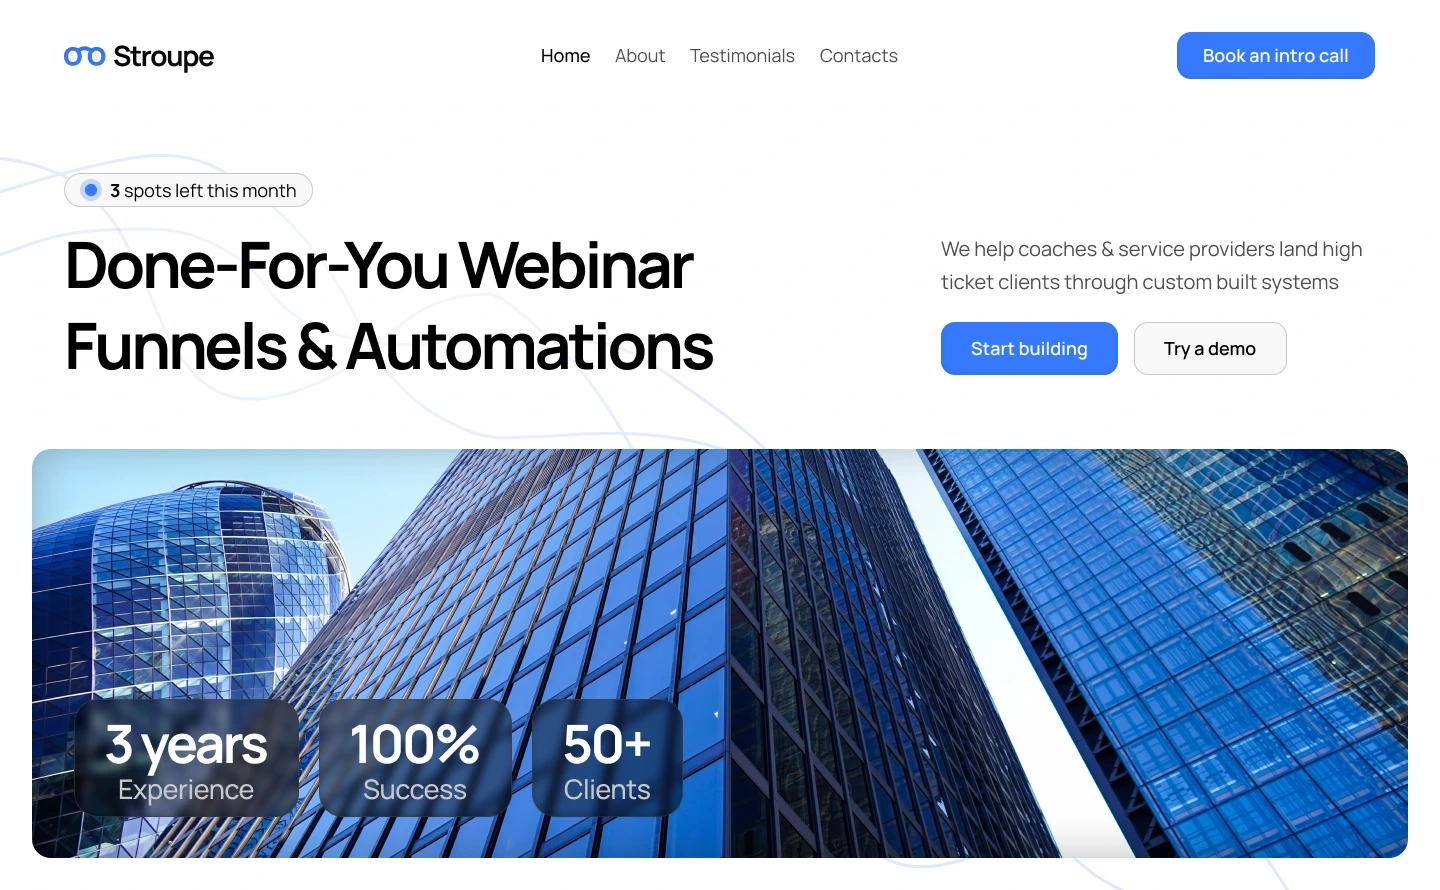 Stroupe
Home
About
Testimonials
Contacts
Book an intro call
3 spots left this month
Done-For-You Webinar
Funnels & Automations
We help coaches & service providers land high
ticket clients through custom built systems
Start building
Try a demo
3 years
Experience
100%
Success
50+
Clients